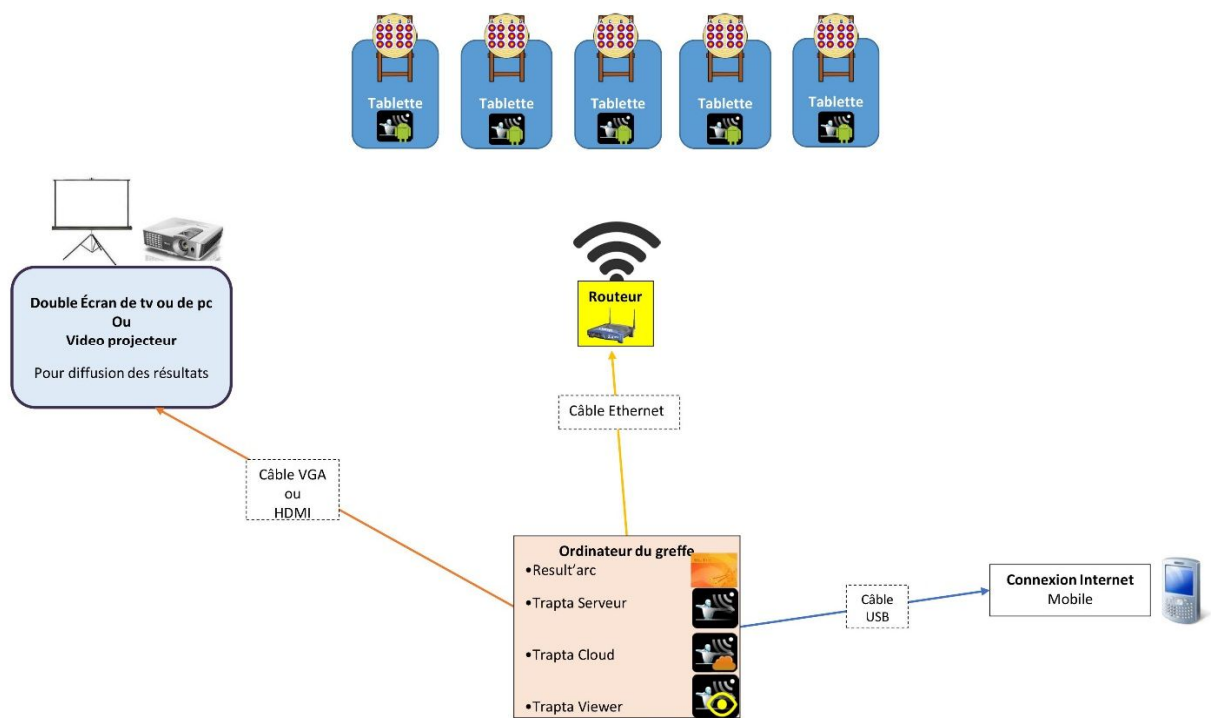 Tablette
Tablette
Tablette
Tablette
Tablette
Double Écran de tv ou de pc
Ou
Video projecteur
Pour diffusion des résultats
Routeur
Câble Ethernet
Câble VGA
ou
HDMI
Ordinateur du greffe
•Result’arc
•Trapta Serveur
•Trapta Cloud
•Trapta Viewer
Câble
USB
Connexion Internet
Mobile